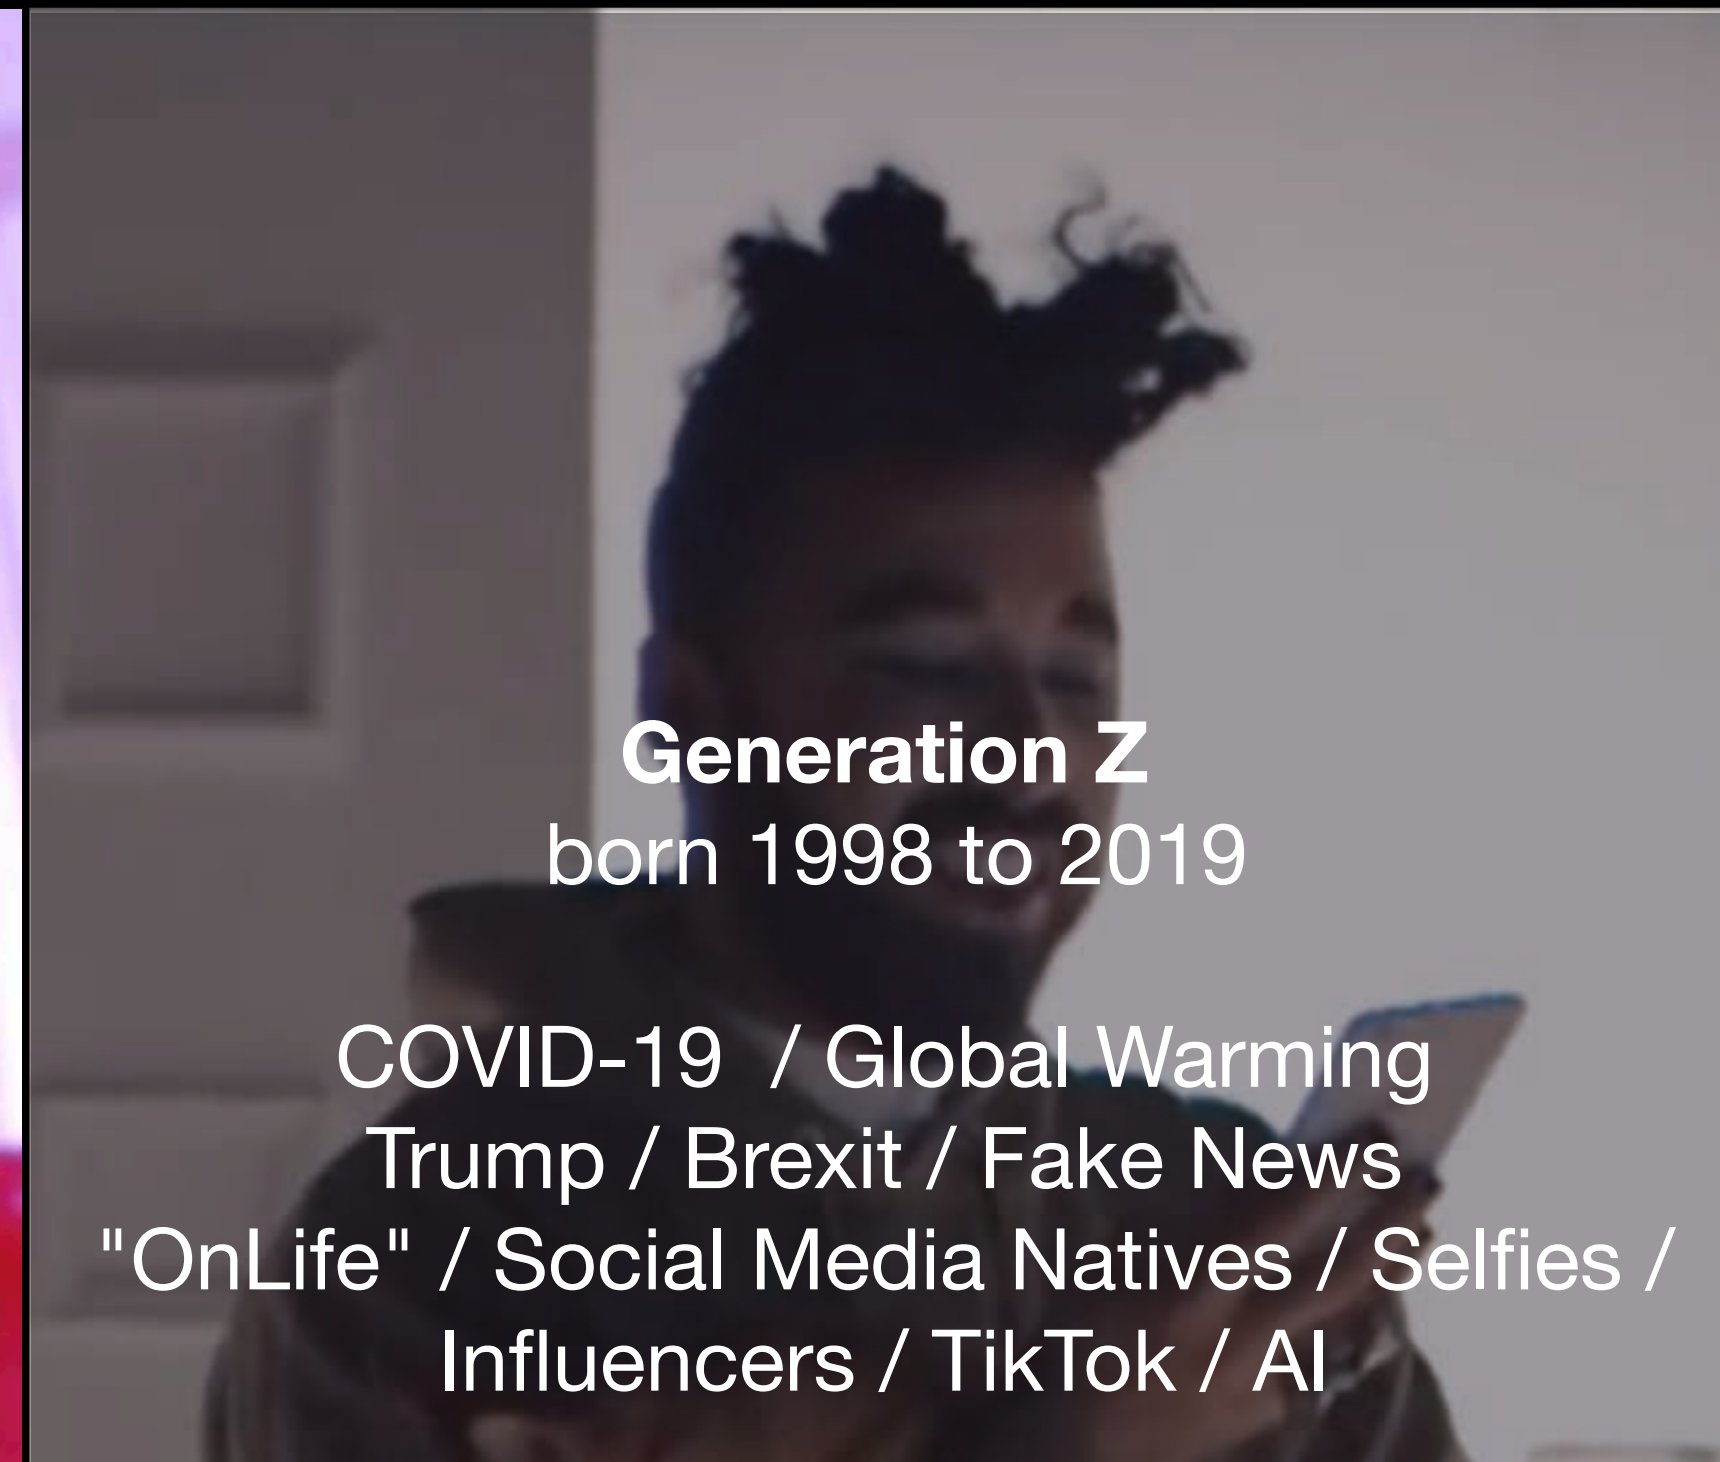 Generation Z
born 1998 to 2019
COVID-19  / Global Warming
Trump / Brexit / Fake News
"OnLife" / Social Media Natives / Selfies /
Influencers / TikTok / AI